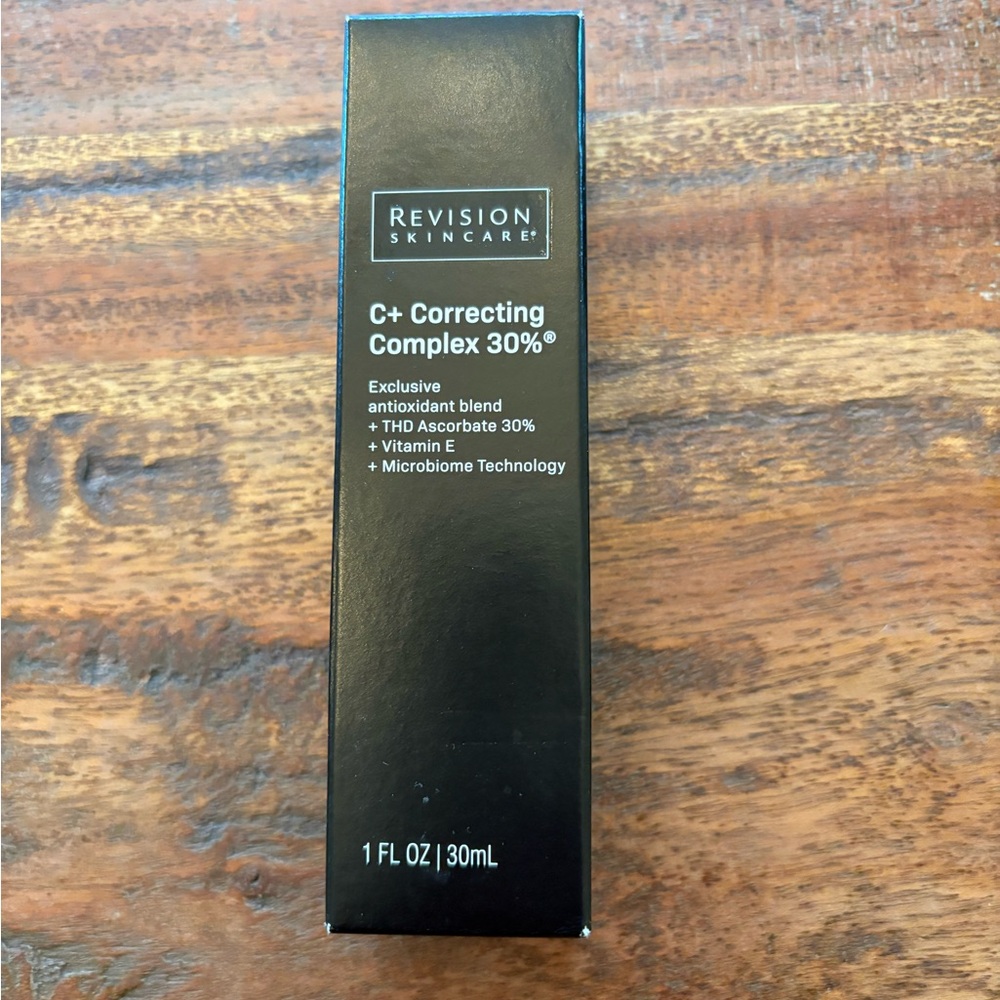 REVISION
SKINCARE®
C+ Correcting
Complex 30%®
Exclusive
antioxidant blend
+ THD Ascorbate 30%
+ Vitamin E
+ Microbiome Technology
1 FL OZ | 30mL